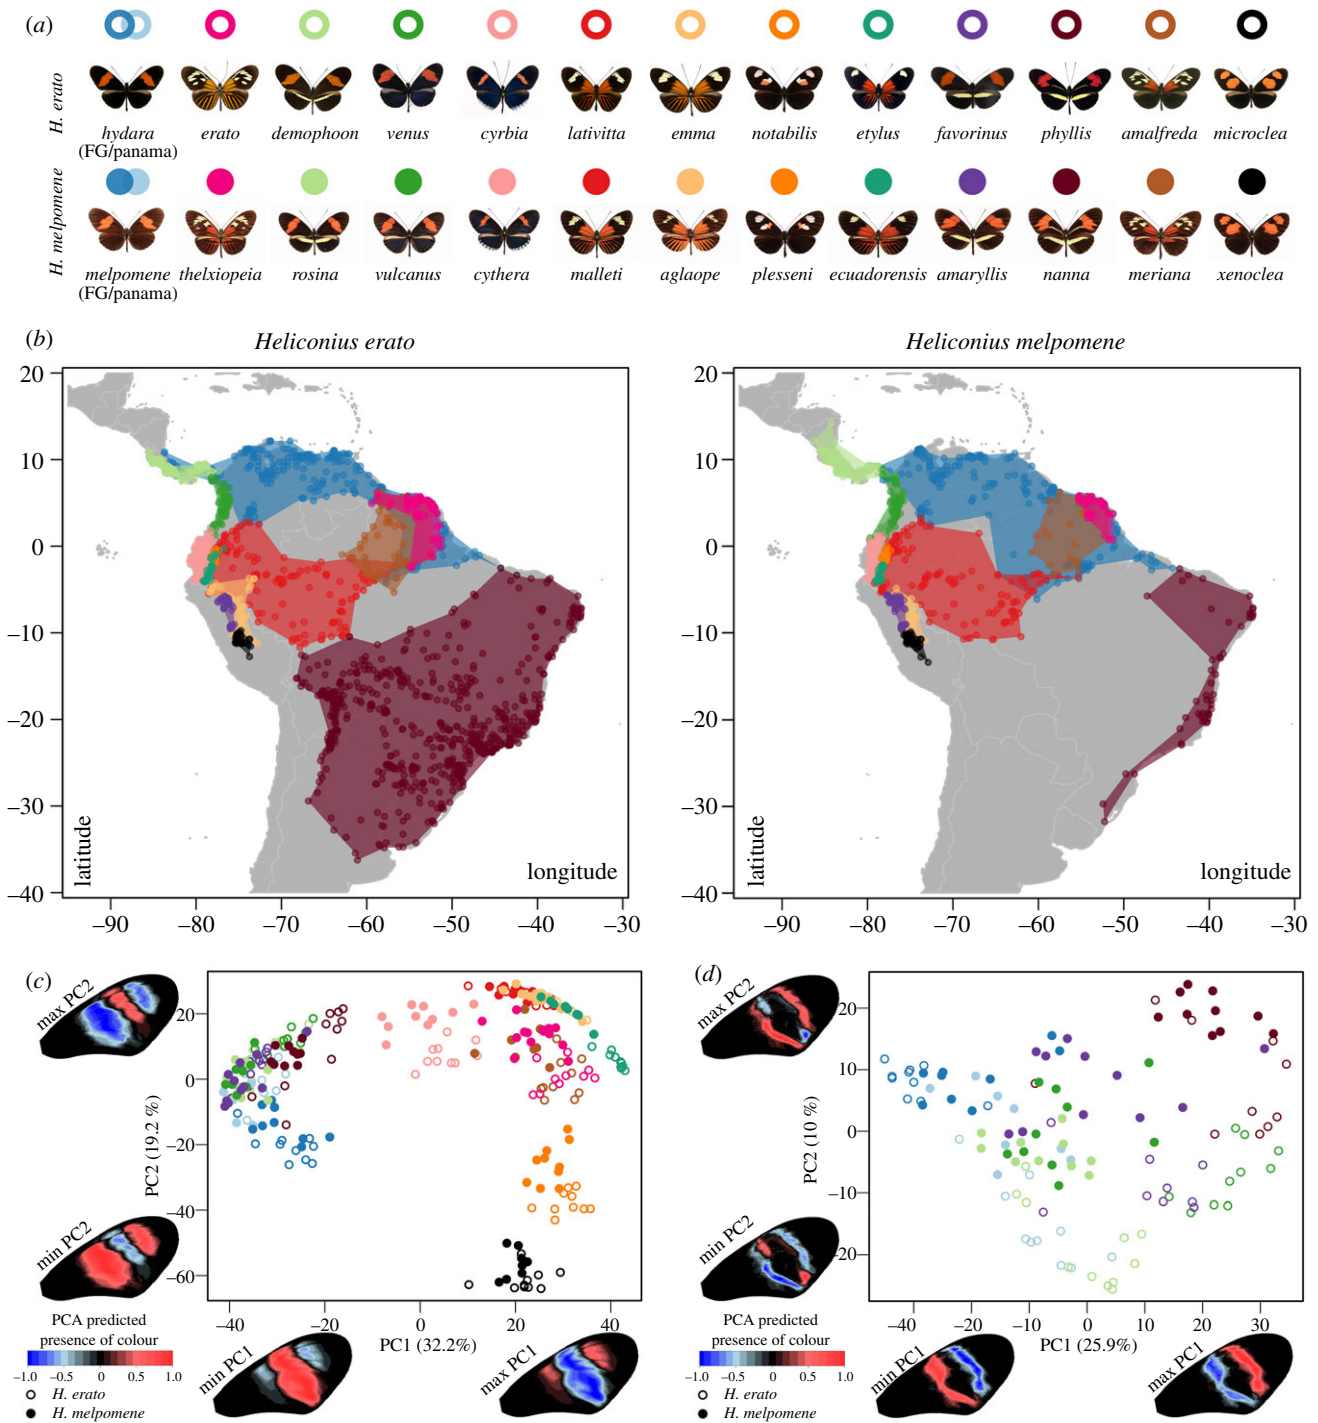 (a)
H. erato
hydara erato demophoon venus cyrbia lativitta emma notabilis etylus favorinus phyllis amalfreda microclea
(FG/panama)
H. melpomene
melpomene thelxiopeia rosina vulcanus cythera malleti aglaope plesseni ecuadorensis amaryllis nanna meriana xenoclea
(FG/panama)
(b)
Heliconius erato
Heliconius melpomene
20
10
0
–10
–20
–30
–40
latitude
longitude
–90 –80 –70 –60 –50 –40 –30
20
10
0
–10
–20
–30
–40
latitude
longitude
–90 –80 –70 –60 –50 –40 –30
(c)
max PC2
min PC2
20
0
–20
–40
–60
PC2 (19.2 %)
–40 –20 0 20 40
PC1 (32.2%)
min PC1
max PC1
PCA predicted
presence of colour
–1.0 –0.5 0 0.5 1.0
H. erato
H. melpomene
(d)
max PC2
min PC2
20
10
0
–10
–20
PC2 (10 %)
–40 –30 –20 –10 0 10 20 30
PC1 (25.9%)
min PC1
max PC1
PCA predicted
presence of colour
–1.0 –0.5 0 0.5 1.0
H. erato
H. melpomene